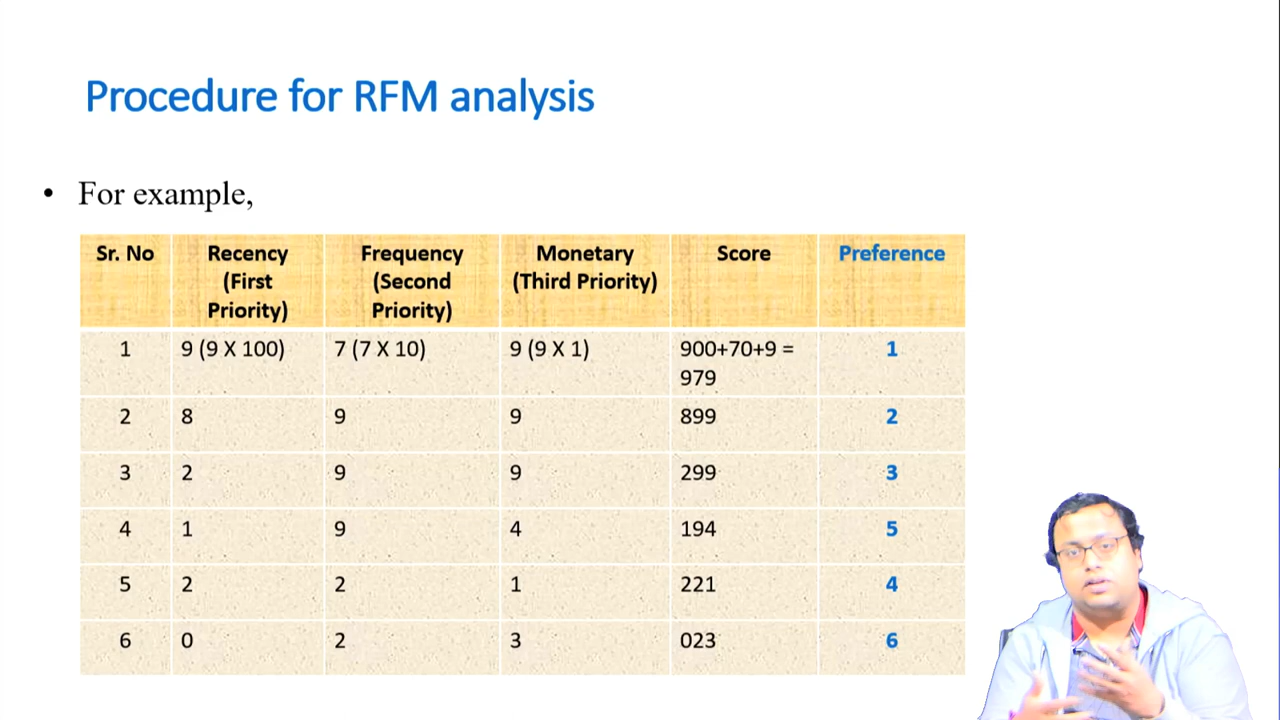 Procedure for RFM analysis
• For example,
Sr. No Recency (First Priority) Frequency (Second Priority) Monetary (Third Priority) Score Preference
1 9 (9 X 100) 7 (7 X 10) 9 (9 X 1) 900+70+9 = 979 1
2 8 9 9 899 2
3 2 9 9 299 3
4 1 9 4 194 5
5 2 2 1 221 4
6 0 2 3 023 6